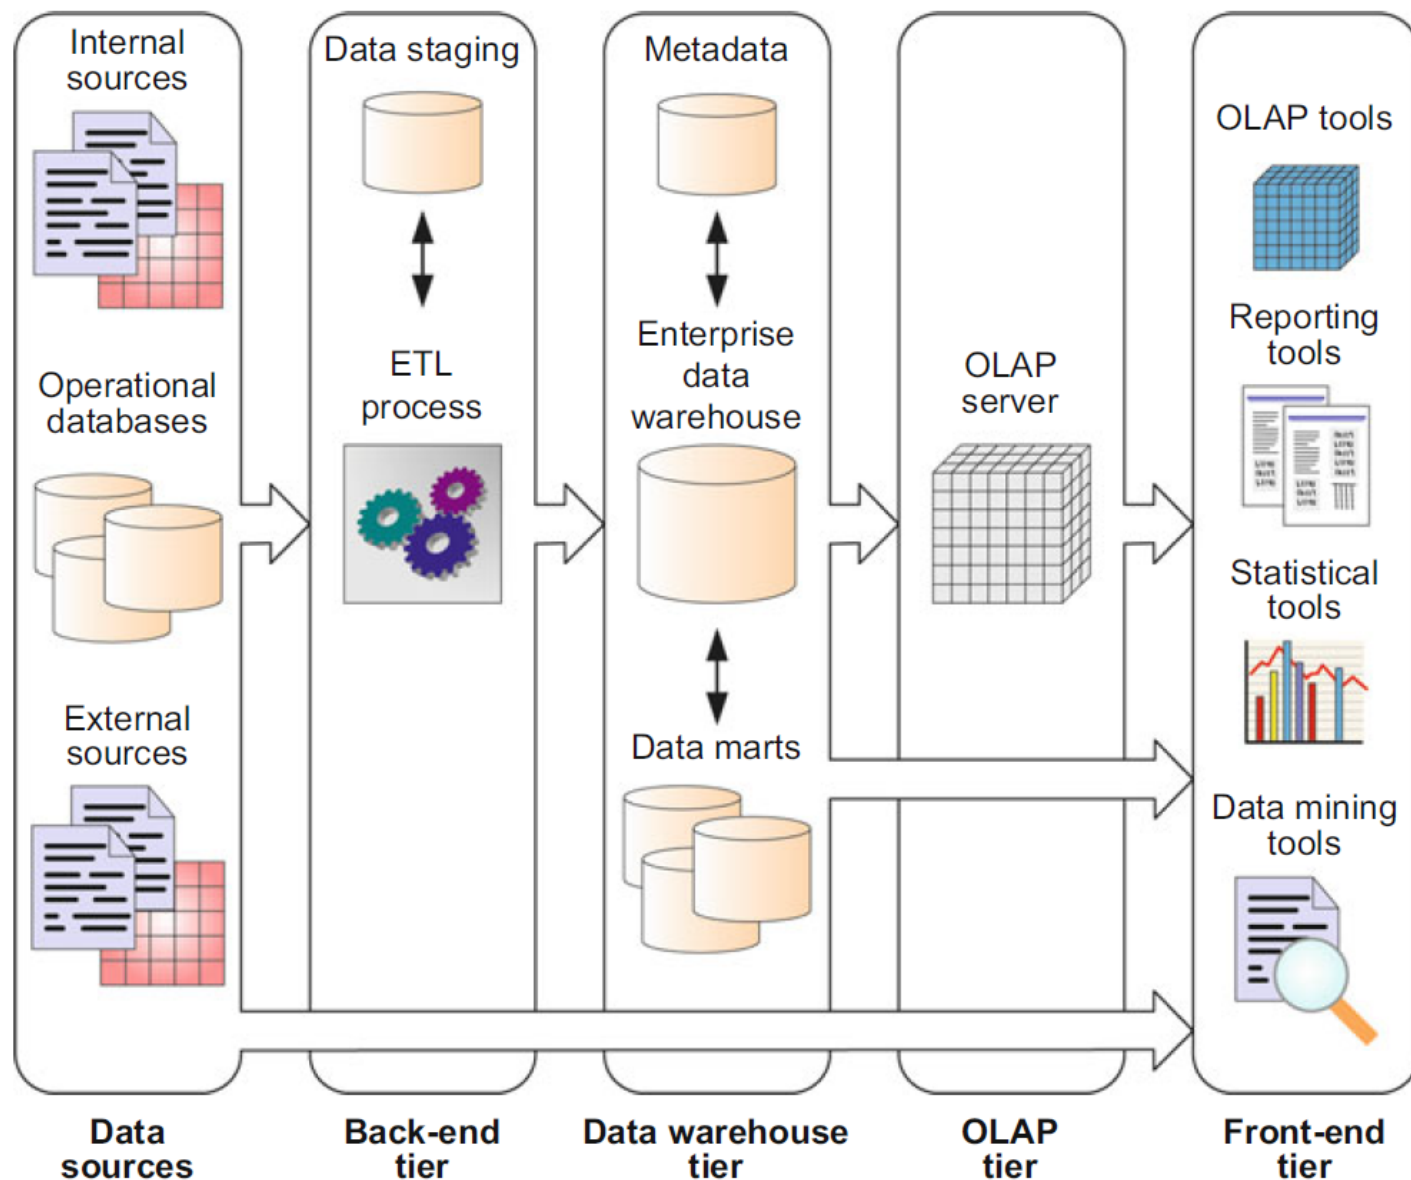 Internal
sources
Operational
databases
External
sources
Data staging
ETL
process
Metadata
Enterprise
data
warehouse
Data marts
OLAP
server
OLAP tools
Reporting
tools
Statistical
tools
Data mining
tools
Data
sources
Back-end
tier
Data warehouse
tier
OLAP
tier
Front-end
tier